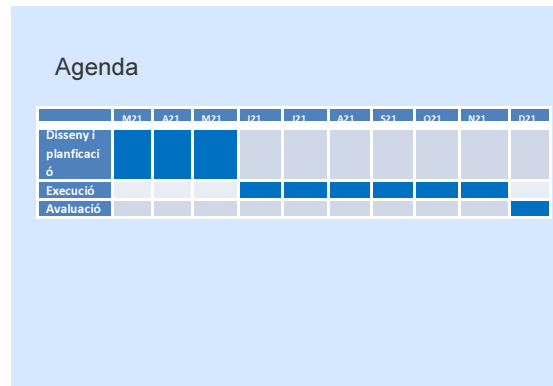 Agenda
M21 A21 M21 J21 J21 A21 S21 O21 N21 D21
Disseny i
planficaci
ó
Execució
Avaluació